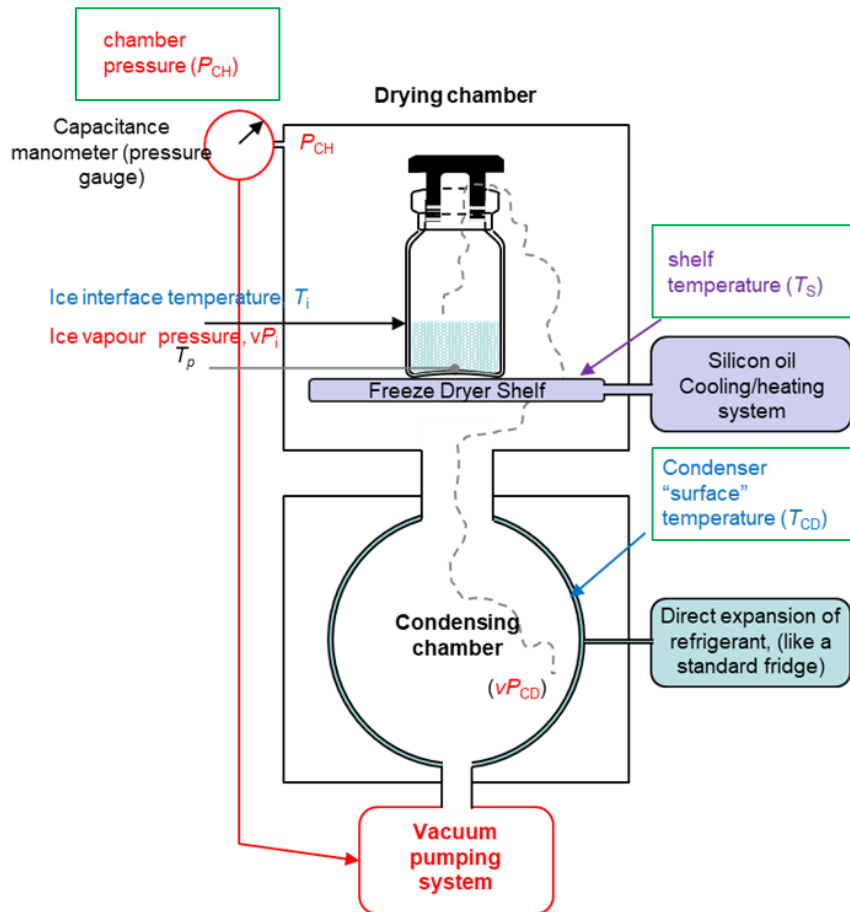 chamber
pressure (PCH)
Drying chamber
Capacitance
manometer (pressure
gauge)
PCH
shelf
temperature (TS)
Ice interface temperature, Ti
Ice vapour pressure, vPi
Tp
Silicon oil
Cooling/heating
system
Freeze Dryer Shelf
Condenser
“surface”
temperature (TCD)
Condensing
chamber
(vPCD)
Direct expansion of
refrigerant, (like a
standard fridge)
Vacuum
pumping
system